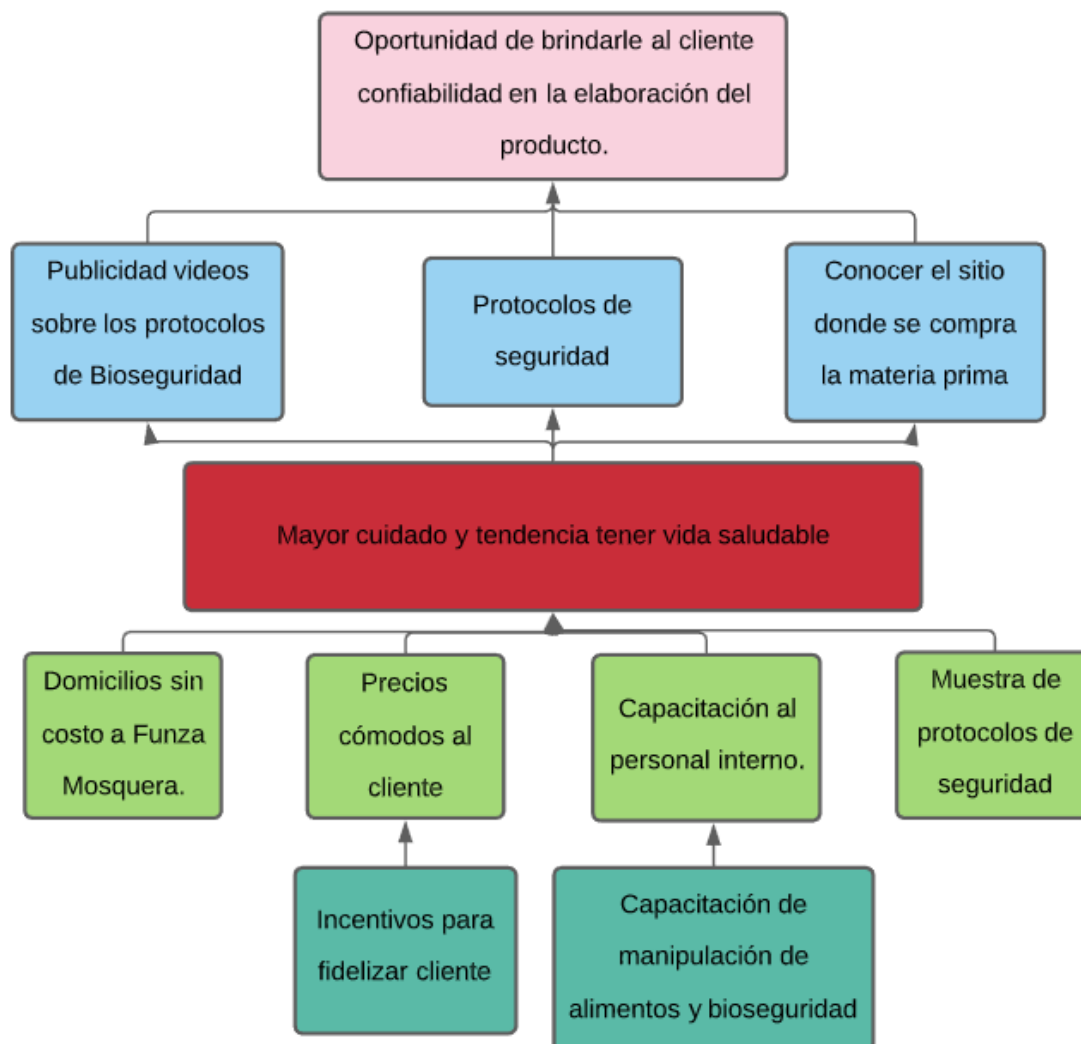 Oportunidad de brindarle al cliente
confiabilidad en la elaboración del
producto.
Publicidad videos
sobre los protocolos
de Bioseguridad
Protocolos de
seguridad
Conocer el sitio
donde se compra
la materia prima
Mayor cuidado y tendencia tener vida saludable
Domicilios sin
costo a Funza
Mosquera.
Precios
cómodos al
cliente
Capacitación al
personal interno.
Muestra de
protocolos de
seguridad
Incentivos para
fidelizar cliente
Capacitación de
manipulación de
alimentos y bioseguridad